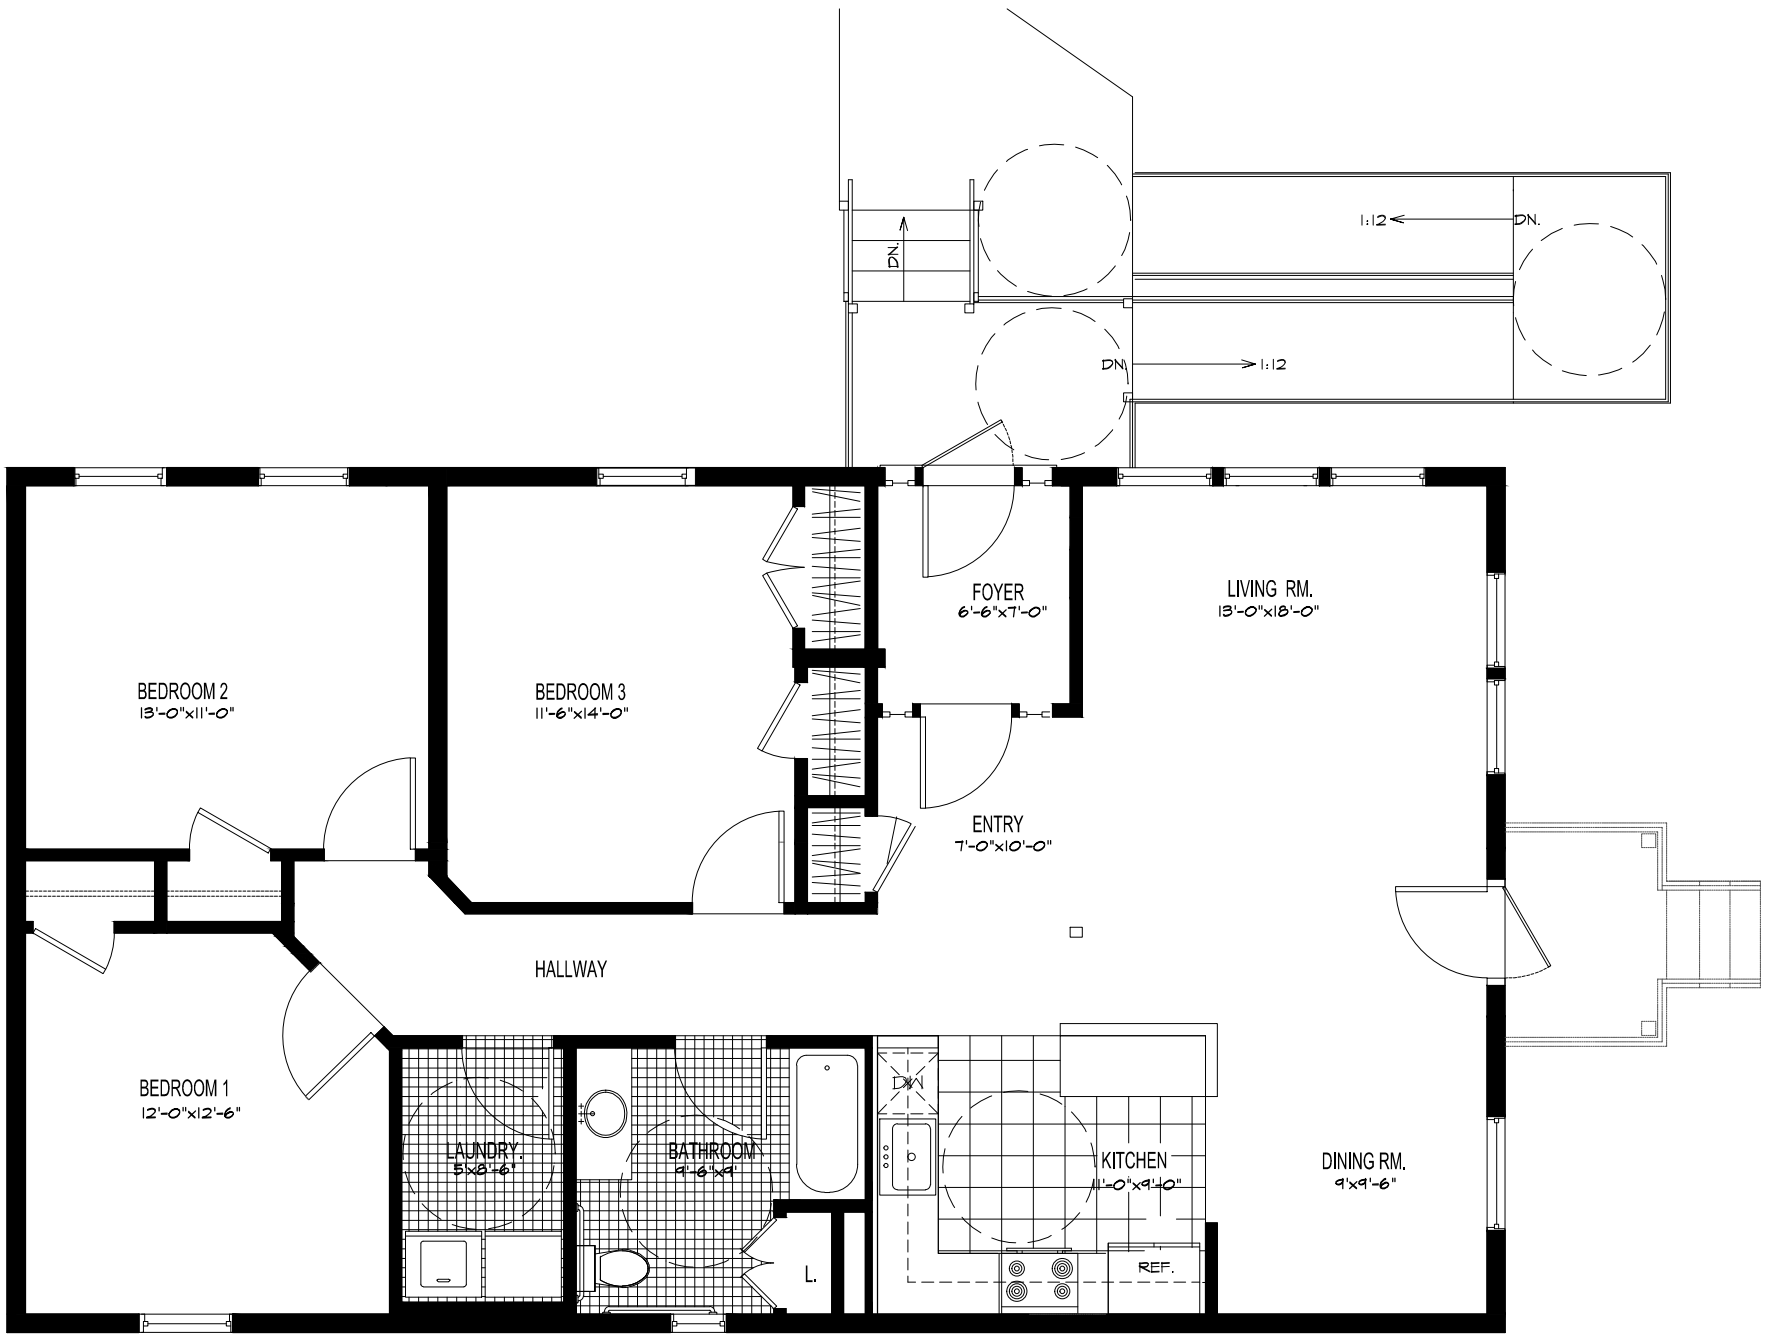 1:12
DN.
DN.
DN.
1:12
FOYER
6'-6"x7'-0"
LIVING RM.
13'-0"x18'-0"
BEDROOM 2
13'-0"x11'-0"
BEDROOM 3
11'-6"x14'-0"
ENTRY
7'-0"x10'-0"
HALLWAY
BEDROOM 1
12'-0"x12'-6"
DW
LAUNDRY.
5'x8'-6"
BATHROOM
9'-6"x9'
KITCHEN
11'-0"x9'-0"
DINING RM.
9'x9'-6"
L.
REF.